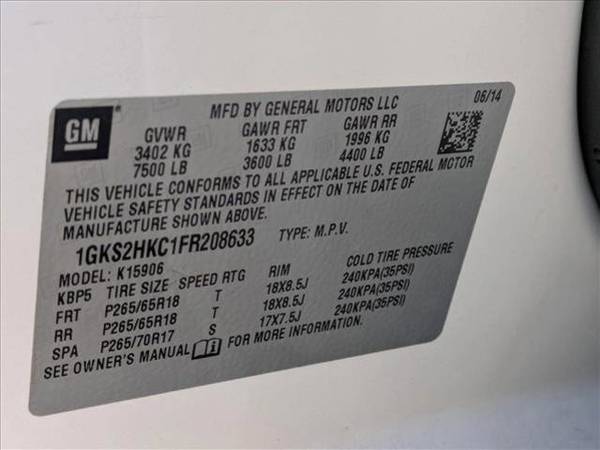 GM
MFD BY GENERAL MOTORS LLC
06/14
GVWR GAWR FRT GAWR RR
3402 KG 1633 KG 1996 KG
7500 LB 3600 LB 4400 LB
THIS VEHICLE CONFORMS TO ALL APPLICABLE U.S. FEDERAL MOTOR
VEHICLE SAFETY STANDARDS IN EFFECT ON THE DATE OF
MANUFACTURE SHOWN ABOVE.
1GKS2HKC1FR208633 TYPE: M.P.V.
MODEL: K15906
KBP5 TIRE SIZE SPEED RTG RIM COLD TIRE PRESSURE
FRT P265/65R18 T 18X8.5J 240KPA(35PSI)
RR P265/65R18 T 18X8.5J 240KPA(35PSI)
SPA P265/70R17 S 17X7.5J 240KPA(35PSI)
SEE OWNER'S MANUAL FOR MORE INFORMATION.